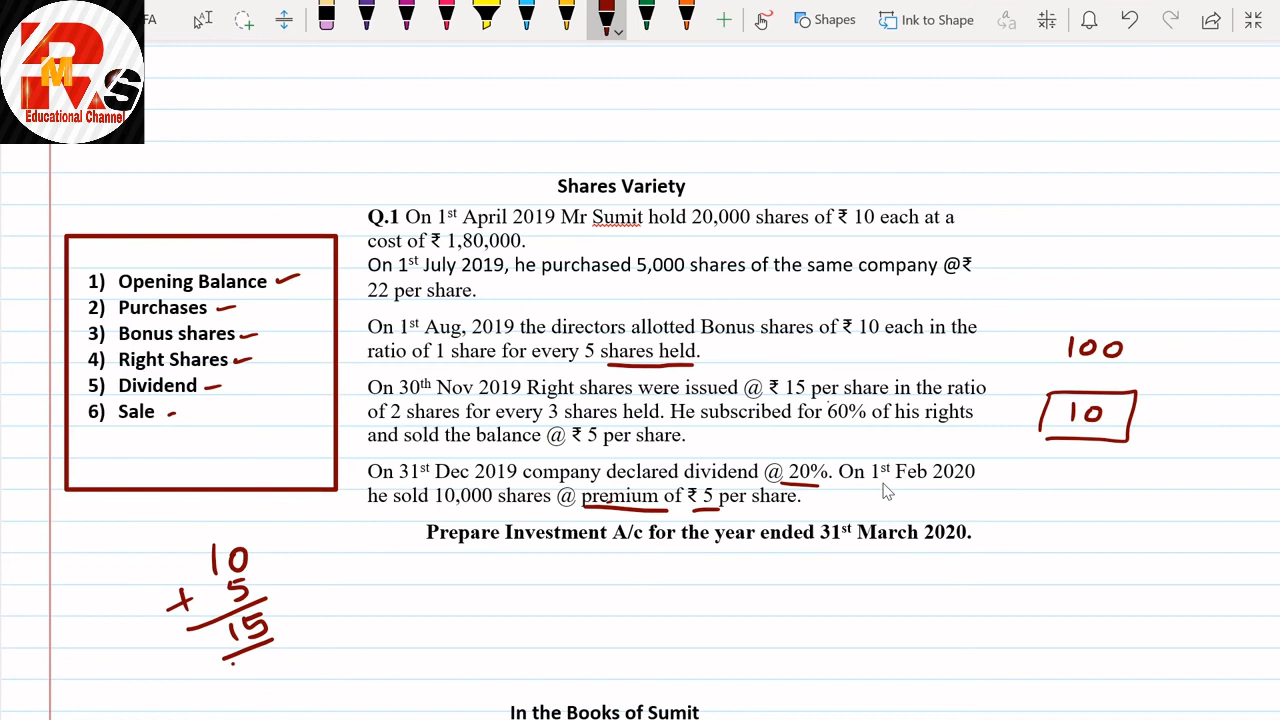 FA
Shapes
Ink to Shape
RMS
Educational Channel
Shares Variety
Q.1 On 1st April 2019 Mr Sumit hold 20,000 shares of ₹ 10 each at a
cost of ₹ 1,80,000.
On 1st July 2019, he purchased 5,000 shares of the same company @₹
22 per share.
On 1st Aug, 2019 the directors allotted Bonus shares of ₹ 10 each in the
ratio of 1 share for every 5 shares held.
On 30th Nov 2019 Right shares were issued @ ₹ 15 per share in the ratio
of 2 shares for every 3 shares held. He subscribed for 60% of his rights
and sold the balance @ ₹ 5 per share.
On 31st Dec 2019 company declared dividend @ 20%. On 1st Feb 2020
he sold 10,000 shares @ premium of ₹ 5 per share.
Prepare Investment A/c for the year ended 31st March 2020.
1) Opening Balance
2) Purchases
3) Bonus shares
4) Right Shares
5) Dividend
6) Sale
100
10
10
+ 5
15
In the Books of Sumit